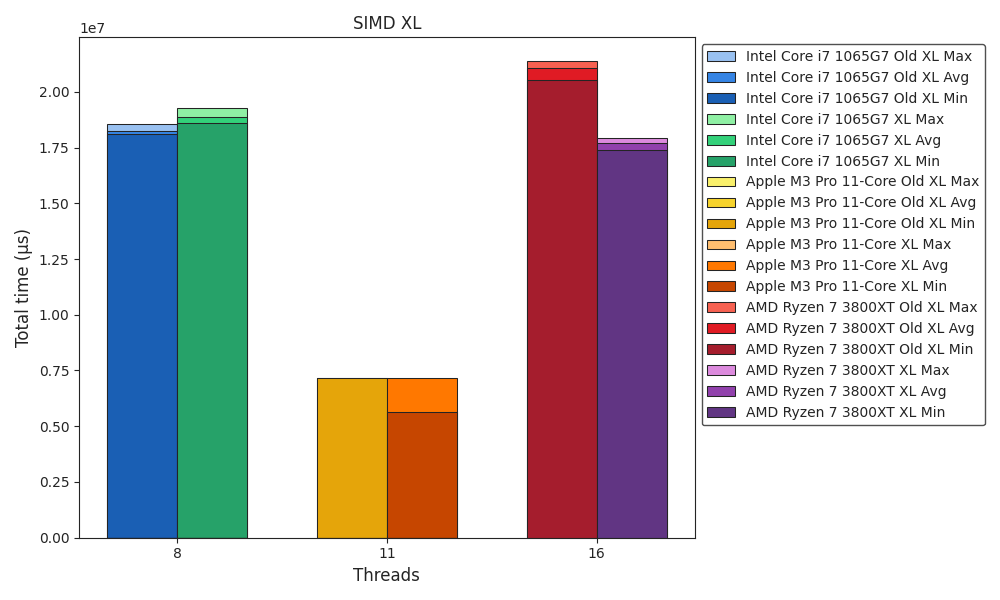 SIMD XL
1e7
2.00
1.75
1.50
1.25
1.00
0.75
0.50
0.25
0.00
Total time (µs)
8
11
16
Threads
Intel Core i7 1065G7 Old XL Max
Intel Core i7 1065G7 Old XL Avg
Intel Core i7 1065G7 Old XL Min
Intel Core i7 1065G7 XL Max
Intel Core i7 1065G7 XL Avg
Intel Core i7 1065G7 XL Min
Apple M3 Pro 11-Core Old XL Max
Apple M3 Pro 11-Core Old XL Avg
Apple M3 Pro 11-Core Old XL Min
Apple M3 Pro 11-Core XL Max
Apple M3 Pro 11-Core XL Avg
Apple M3 Pro 11-Core XL Min
AMD Ryzen 7 3800XT Old XL Max
AMD Ryzen 7 3800XT Old XL Avg
AMD Ryzen 7 3800XT Old XL Min
AMD Ryzen 7 3800XT XL Max
AMD Ryzen 7 3800XT XL Avg
AMD Ryzen 7 3800XT XL Min